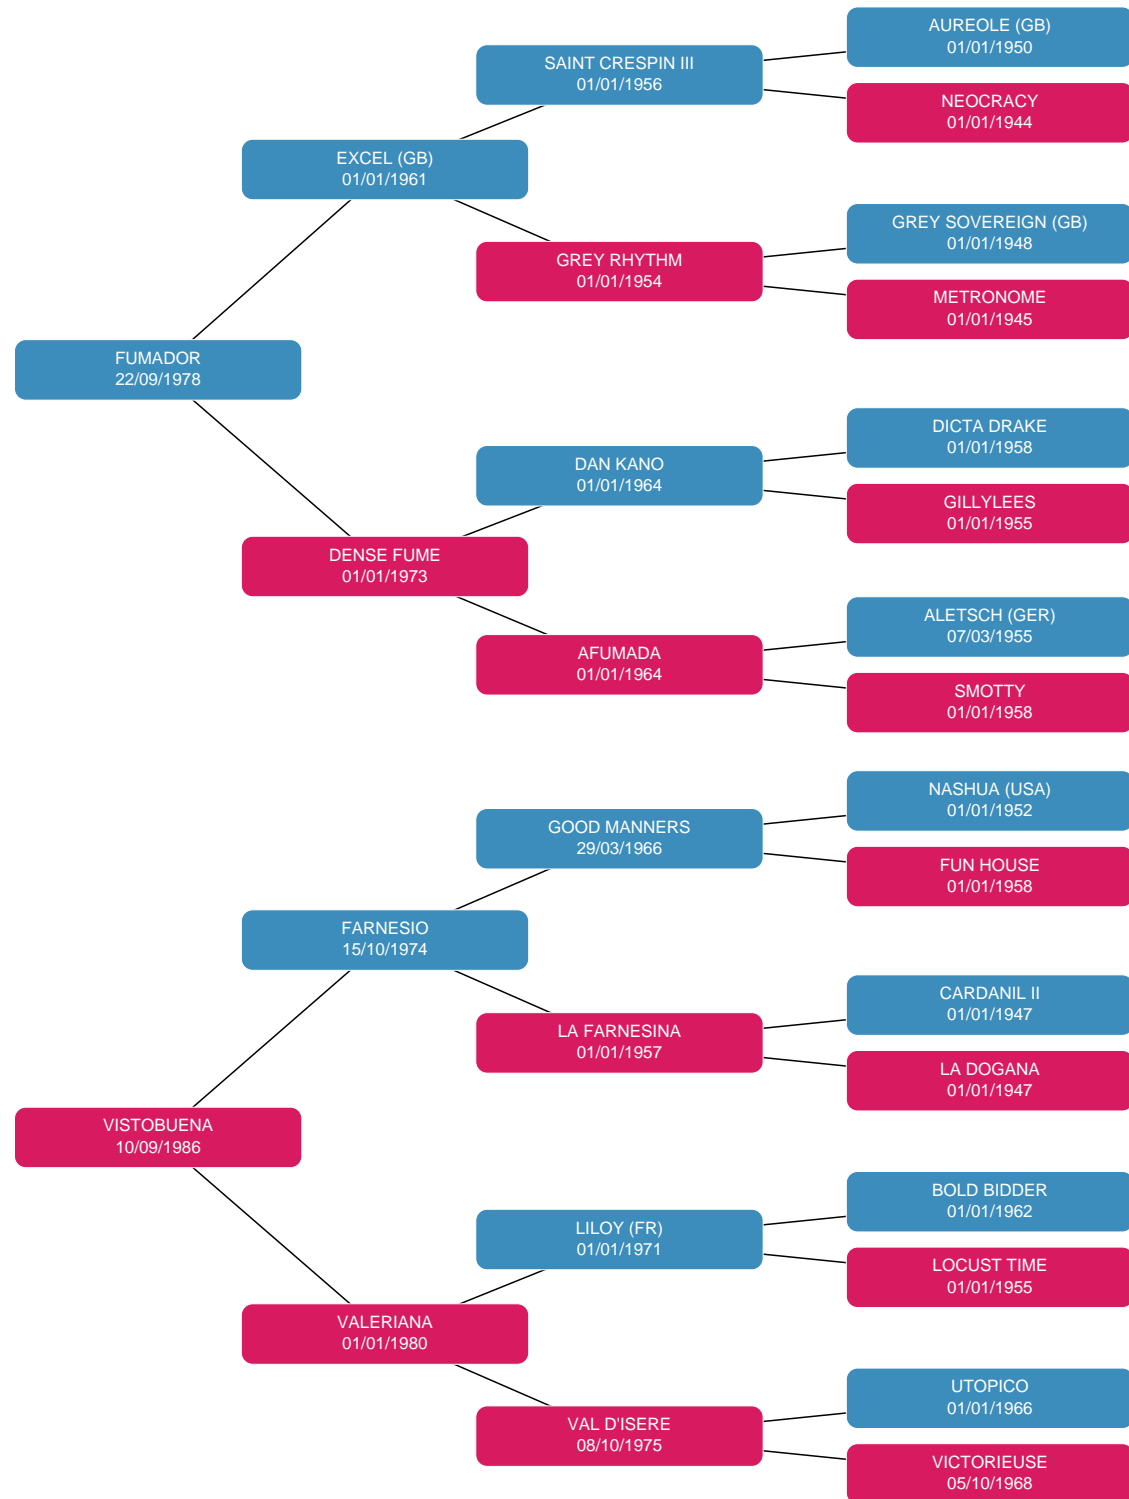 AUREOLE (GB)
01/01/1950
SAINT CRESPIN III
01/01/1956
NEOCRACY
01/01/1944
EXCEL (GB)
01/01/1961
GREY SOVEREIGN (GB)
01/01/1948
GREY RHYTHM
01/01/1954
METRONOME
01/01/1945
FUMADOR
22/09/1978
DICTA DRAKE
01/01/1958
DAN KANO
01/01/1964
GILLYLEES
01/01/1955
DENSE FUME
01/01/1973
ALETSCH (GER)
07/03/1955
AFUMADA
01/01/1964
SMOTTY
01/01/1958
NASHUA (USA)
01/01/1952
GOOD MANNERS
29/03/1966
FUN HOUSE
01/01/1958
FARNESIO
15/10/1974
CARDANIL II
01/01/1947
LA FARNESINA
01/01/1957
LA DOGANA
01/01/1947
VISTOBUENA
10/09/1986
BOLD BIDDER
01/01/1962
LILOY (FR)
01/01/1971
LOCUST TIME
01/01/1955
VALERIANA
01/01/1980
UTOPICO
01/01/1966
VAL D'ISERE
08/10/1975
VICTORIEUSE
05/10/1968